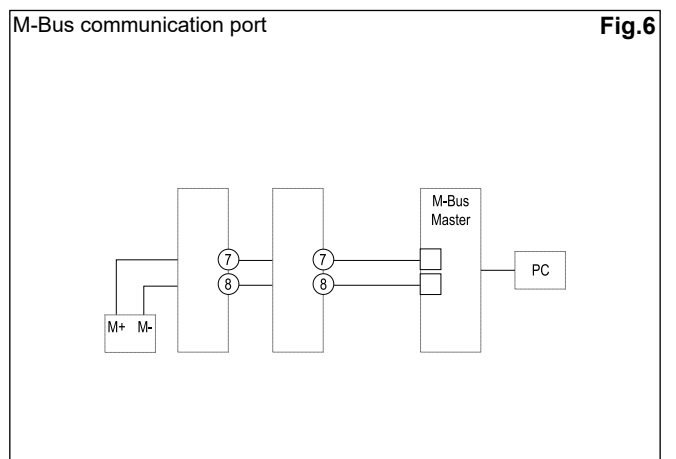 M-Bus communication port
Fig.6
M-Bus
Master
7
7
PC
8
8
M+ M-